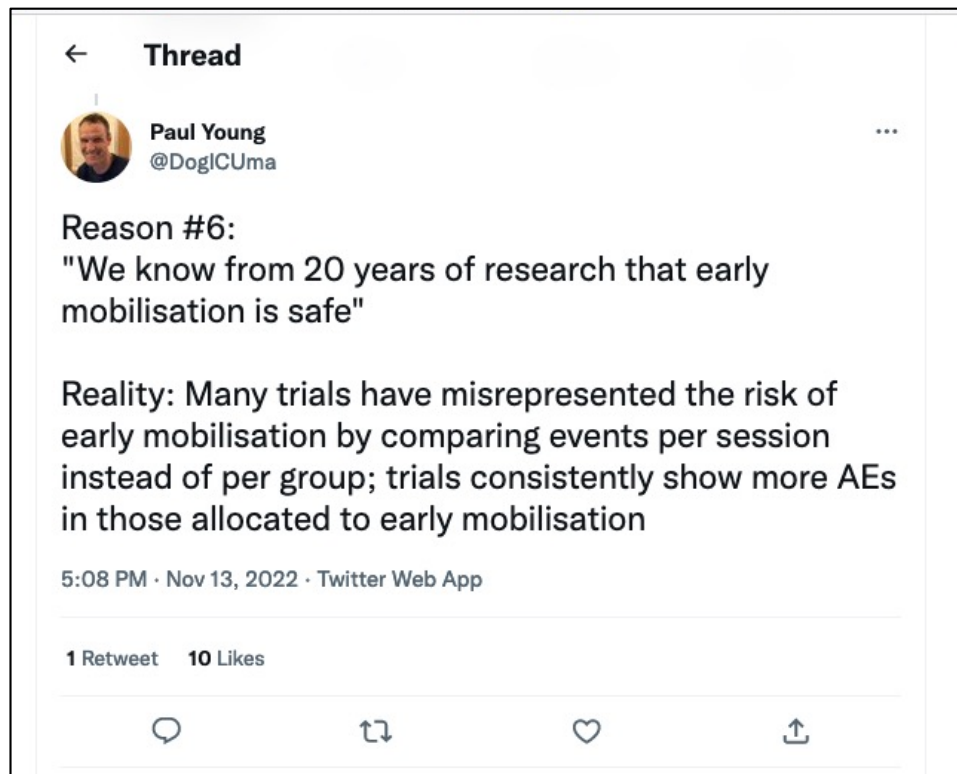 Thread
Paul Young
@DogICUma
Reason #6:
"We know from 20 years of research that early
mobilisation is safe"
Reality: Many trials have misrepresented the risk of
early mobilisation by comparing events per session
instead of per group; trials consistently show more AEs
in those allocated to early mobilisation
5:08 PM · Nov 13, 2022 · Twitter Web App
1 Retweet 10 Likes